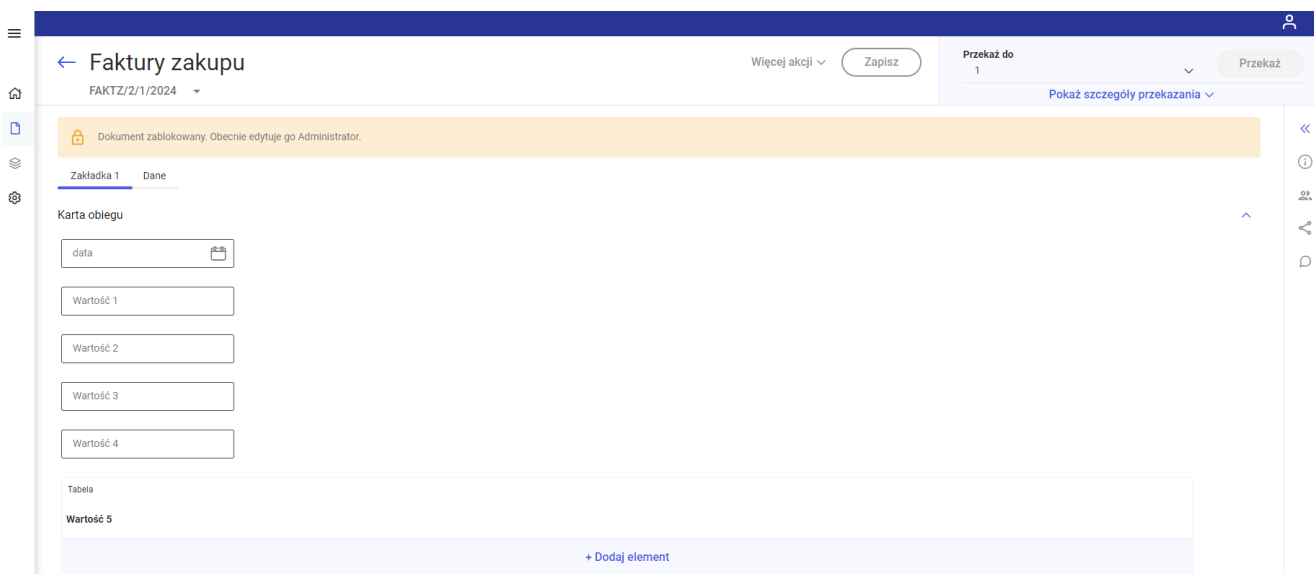 Faktury zakupu
FAKTZ/2/1/2024
Więcej akcji
Zapisz
Przekaż do
1
Przekaż
Pokaż szczegóły przekazania
Dokument zablokowany. Obecnie edytuje go Administrator.
Zakładka 1 Dane
Karta obiegu
data
Wartość 1
Wartość 2
Wartość 3
Wartość 4
Tabela
Wartość 5
+ Dodaj element